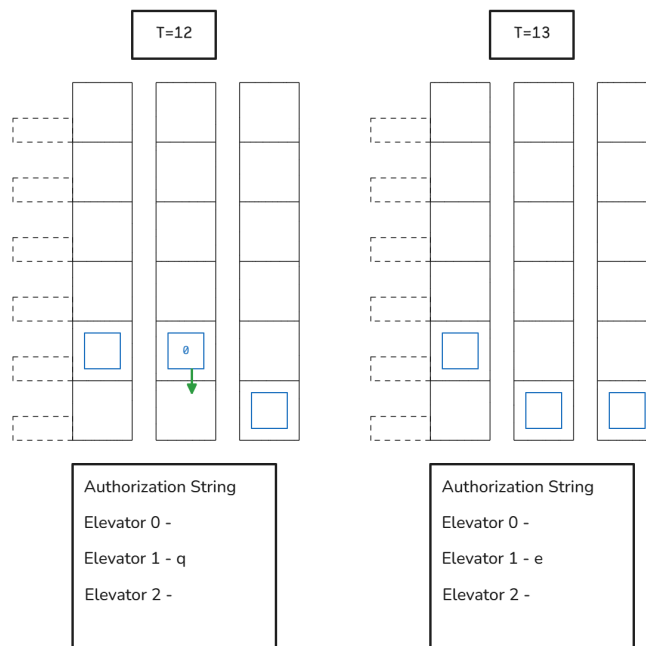 T=12
T=13
0
Authorization String
Elevator 0 -
Elevator 1 - q
Elevator 2 -
Authorization String
Elevator 0 -
Elevator 1 - e
Elevator 2 -